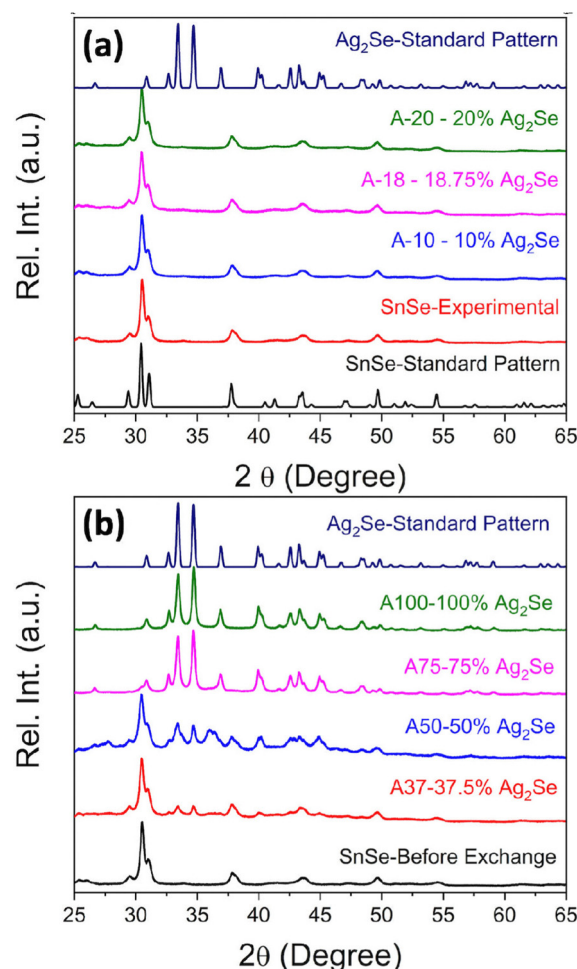 (a)
Ag₂Se-Standard Pattern
A-20 - 20% Ag₂Se
A-18 - 18.75% Ag₂Se
A-10 - 10% Ag₂Se
SnSe-Experimental
SnSe-Standard Pattern
Rel. Int. (a.u.)
25 30 35 40 45 50 55 60 65
2 θ (Degree)
(b)
Ag₂Se-Standard Pattern
A100-100% Ag₂Se
A75-75% Ag₂Se
A50-50% Ag₂Se
A37-37.5% Ag₂Se
SnSe-Before Exchange
Rel. Int. (a.u.)
25 30 35 40 45 50 55 60 65
2θ (Degree)